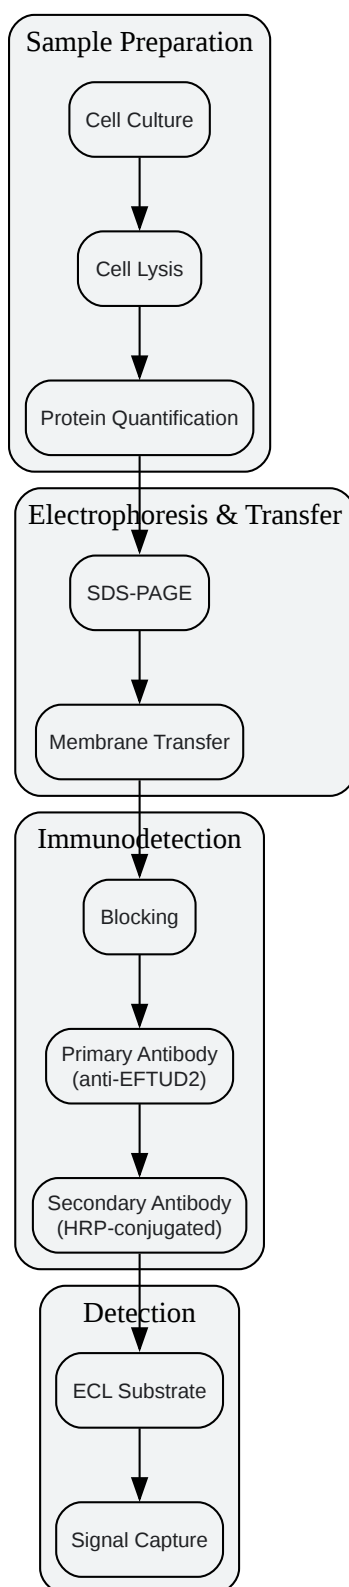 Sample Preparation
Cell Culture
Cell Lysis
Protein Quantification
Electrophoresis & Transfer
SDS-PAGE
Membrane Transfer
Immunodetection
Blocking
Primary Antibody
(anti-EFTUD2)
Secondary Antibody
(HRP-conjugated)
Detection
ECL Substrate
Signal Capture